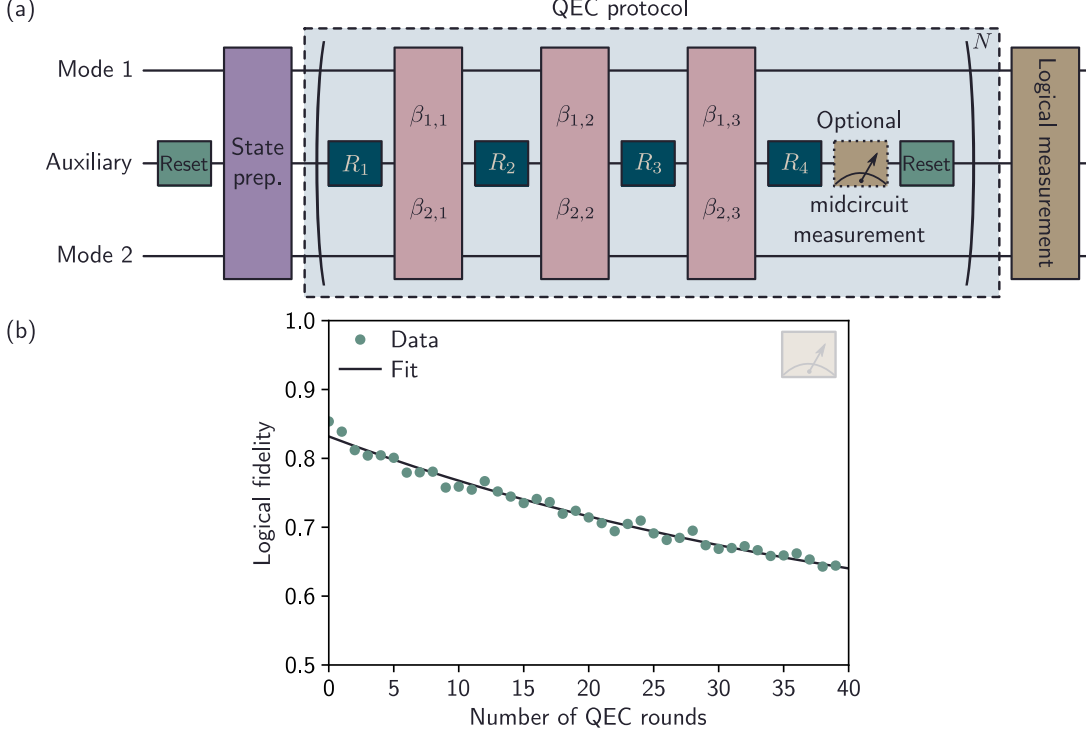 (a)
QEC protocol
N
Mode 1
Auxiliary
Mode 2
Reset
State
prep.
R₁
β₁,₁
β₂,₁
R₂
β₁,₂
β₂,₂
R₃
β₁,₃
β₂,₃
R₄
Optional
midcircuit
measurement
Reset
Logical measurement
(b)
Data
Fit
Logical fidelity
1.0
0.9
0.8
0.7
0.6
0.5
0 5 10 15 20 25 30 35 40
Number of QEC rounds